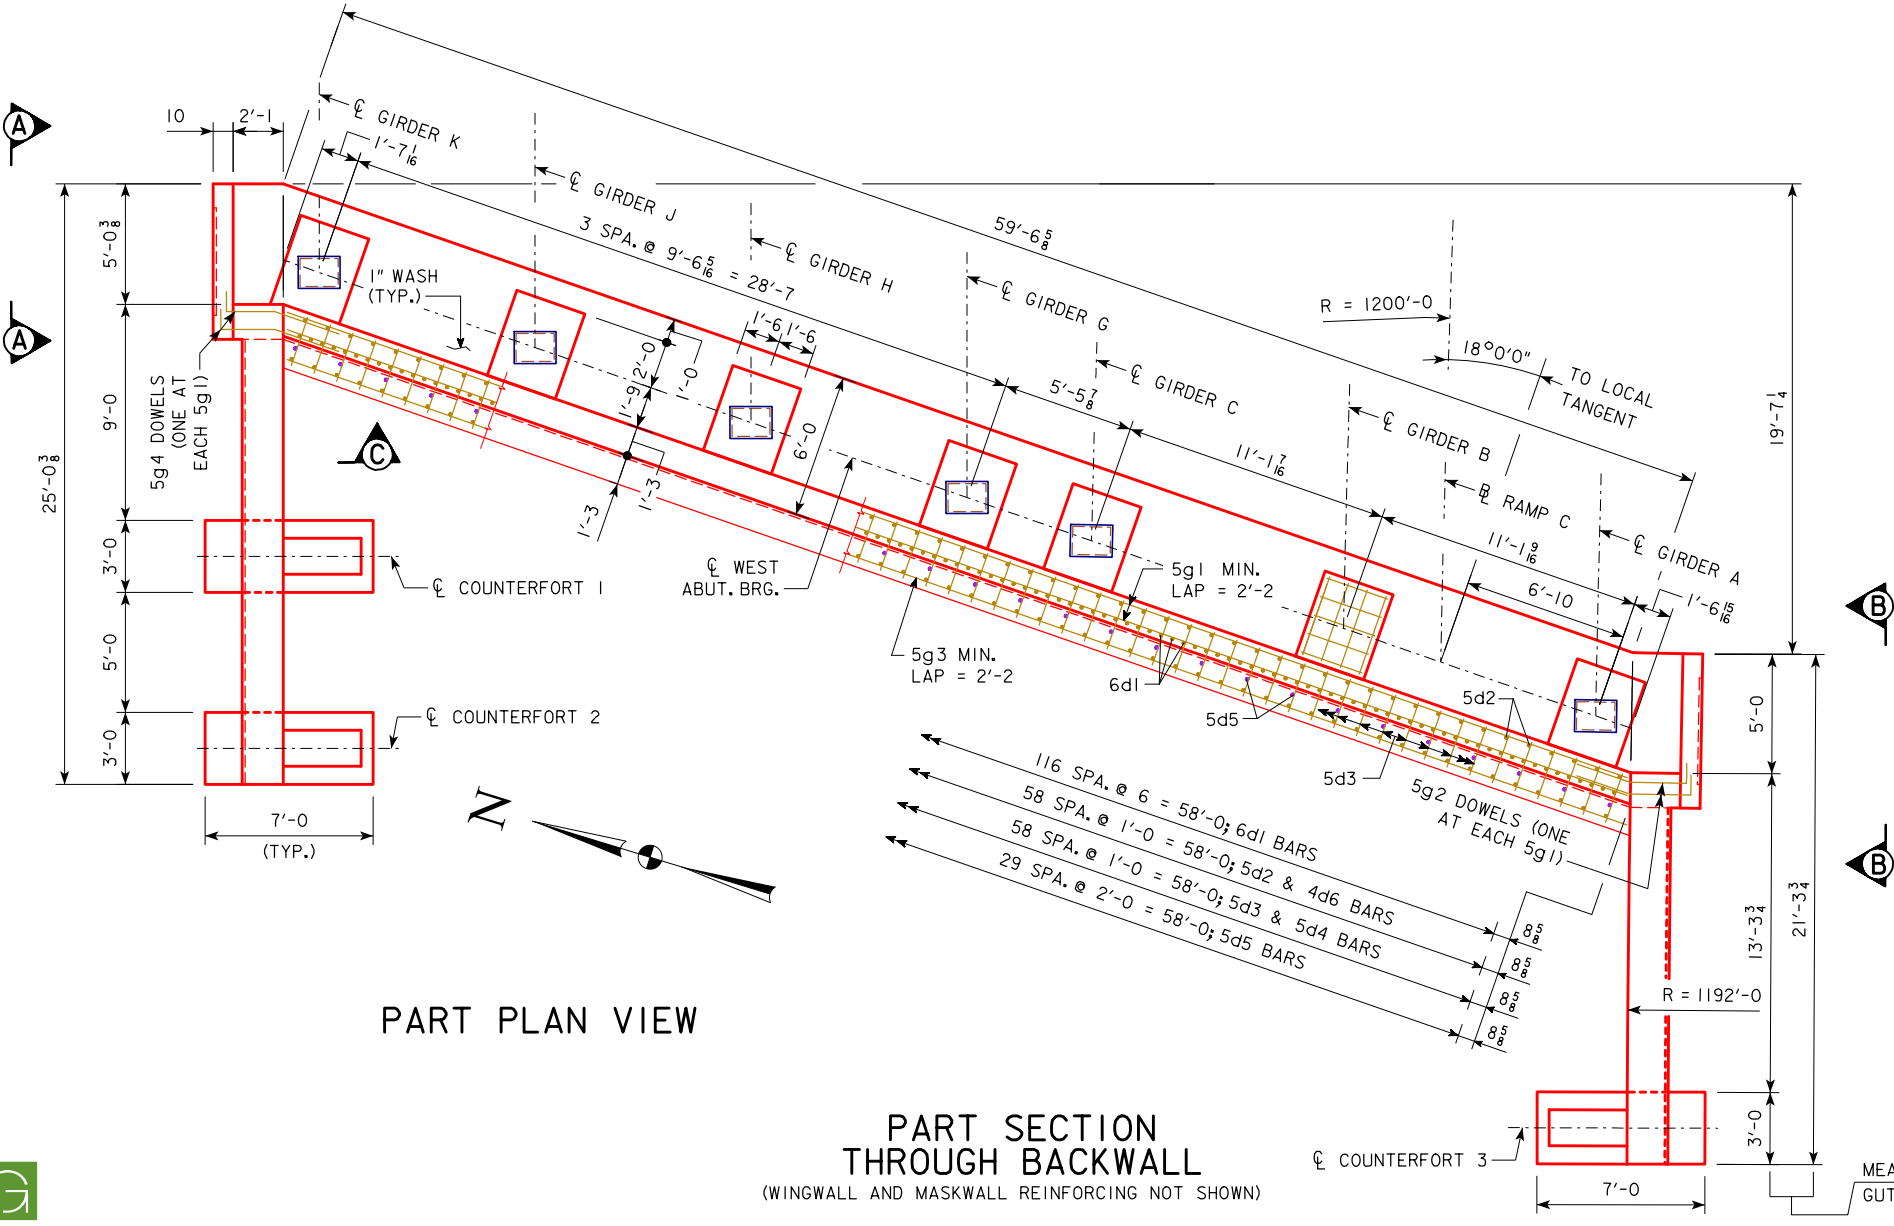 A
A
C
B
B
10
2'-1
5'-0 3/8
9'-0
25'-0 3/8
3'-0
5'-0
3'-0
7'-0
(TYP.)
5g4 DOWELS
(ONE AT
EACH 5g1)
℄ GIRDER K
1'-7 1/16
℄ GIRDER J
3 SPA. @ 9'-6 5/16 = 28'-7
℄ GIRDER H
59'-6 5/8
℄ GIRDER G
℄ GIRDER C
℄ GIRDER B
℄ RAMP C
℄ GIRDER A
1" WASH
(TYP.)
1'-6
1'-6
2'-0
1'-0
1'-9
6'-0
1'-3
1'-3
5'-5 7/8
11'-1 7/16
11'-1 9/16
6'-10
1'-6 15/16
R = 1200'-0
18°0'0"
TO LOCAL
TANGENT
19'-7 1/4
℄ WEST
ABUT. BRG.
5g1 MIN.
LAP = 2'-2
5g3 MIN.
LAP = 2'-2
6d1
5d5
5d2
5d3
5g2 DOWELS (ONE
AT EACH 5g1)
℄ COUNTERFORT 1
℄ COUNTERFORT 2
N
116 SPA. @ 6 = 58'-0; 6d1 BARS
58 SPA. @ 1'-0 = 58'-0; 5d2 & 4d6 BARS
58 SPA. @ 1'-0 = 58'-0; 5d3 & 5d4 BARS
29 SPA. @ 2'-0 = 58'-0; 5d5 BARS
8 5/8
8 5/8
8 5/8
8 5/8
5'-0
13'-3 3/4
21'-3 3/4
R = 1192'-0
3'-0
7'-0
℄ COUNTERFORT 3
PART PLAN VIEW
PART SECTION
THROUGH BACKWALL
(WINGWALL AND MASKWALL REINFORCING NOT SHOWN)
MEA
GUT